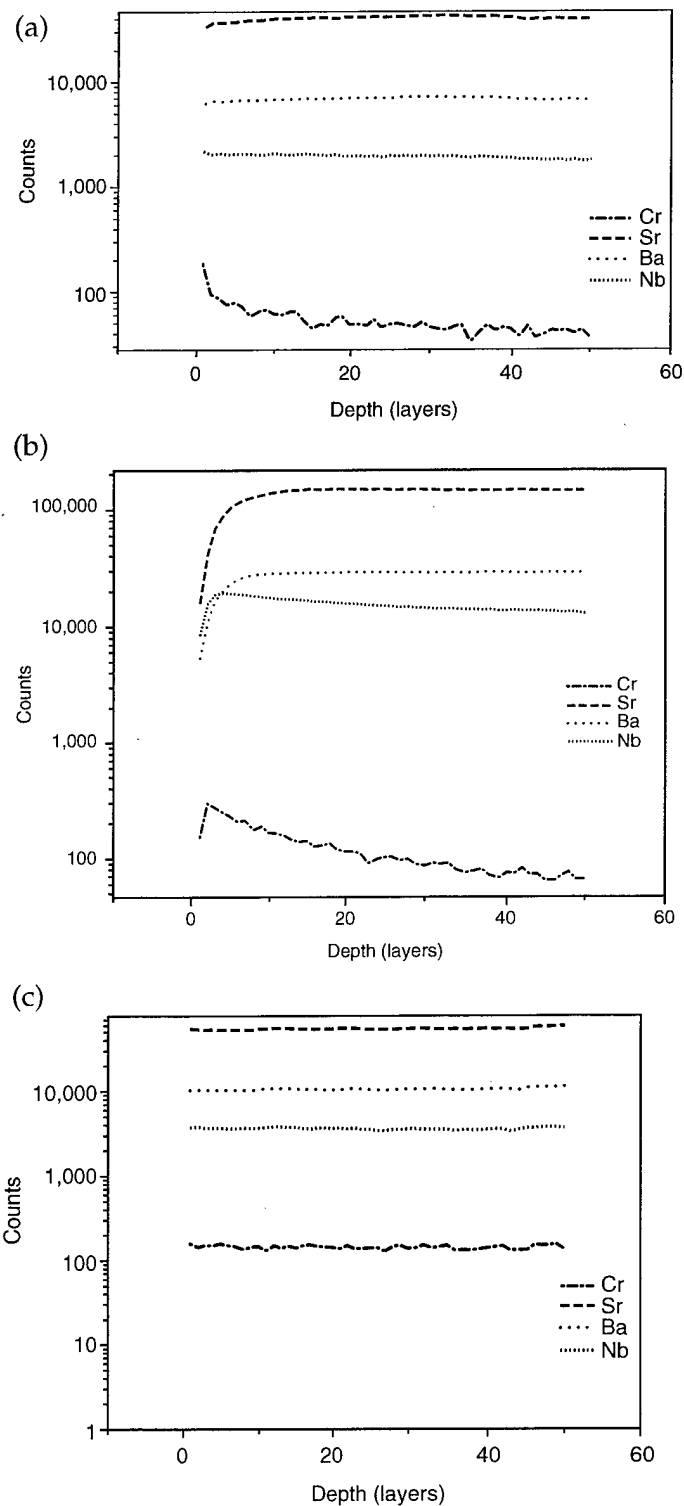 (a)
10,000
1,000
100
Counts
Cr
Sr
Ba
Nb
0 20 40 60
Depth (layers)
(b)
100,000
10,000
1,000
100
Counts
Cr
Sr
Ba
Nb
0 20 40 60
Depth (layers)
(c)
10,000
1,000
100
10
1
Counts
Cr
Sr
Ba
Nb
0 20 40 60
Depth (layers)